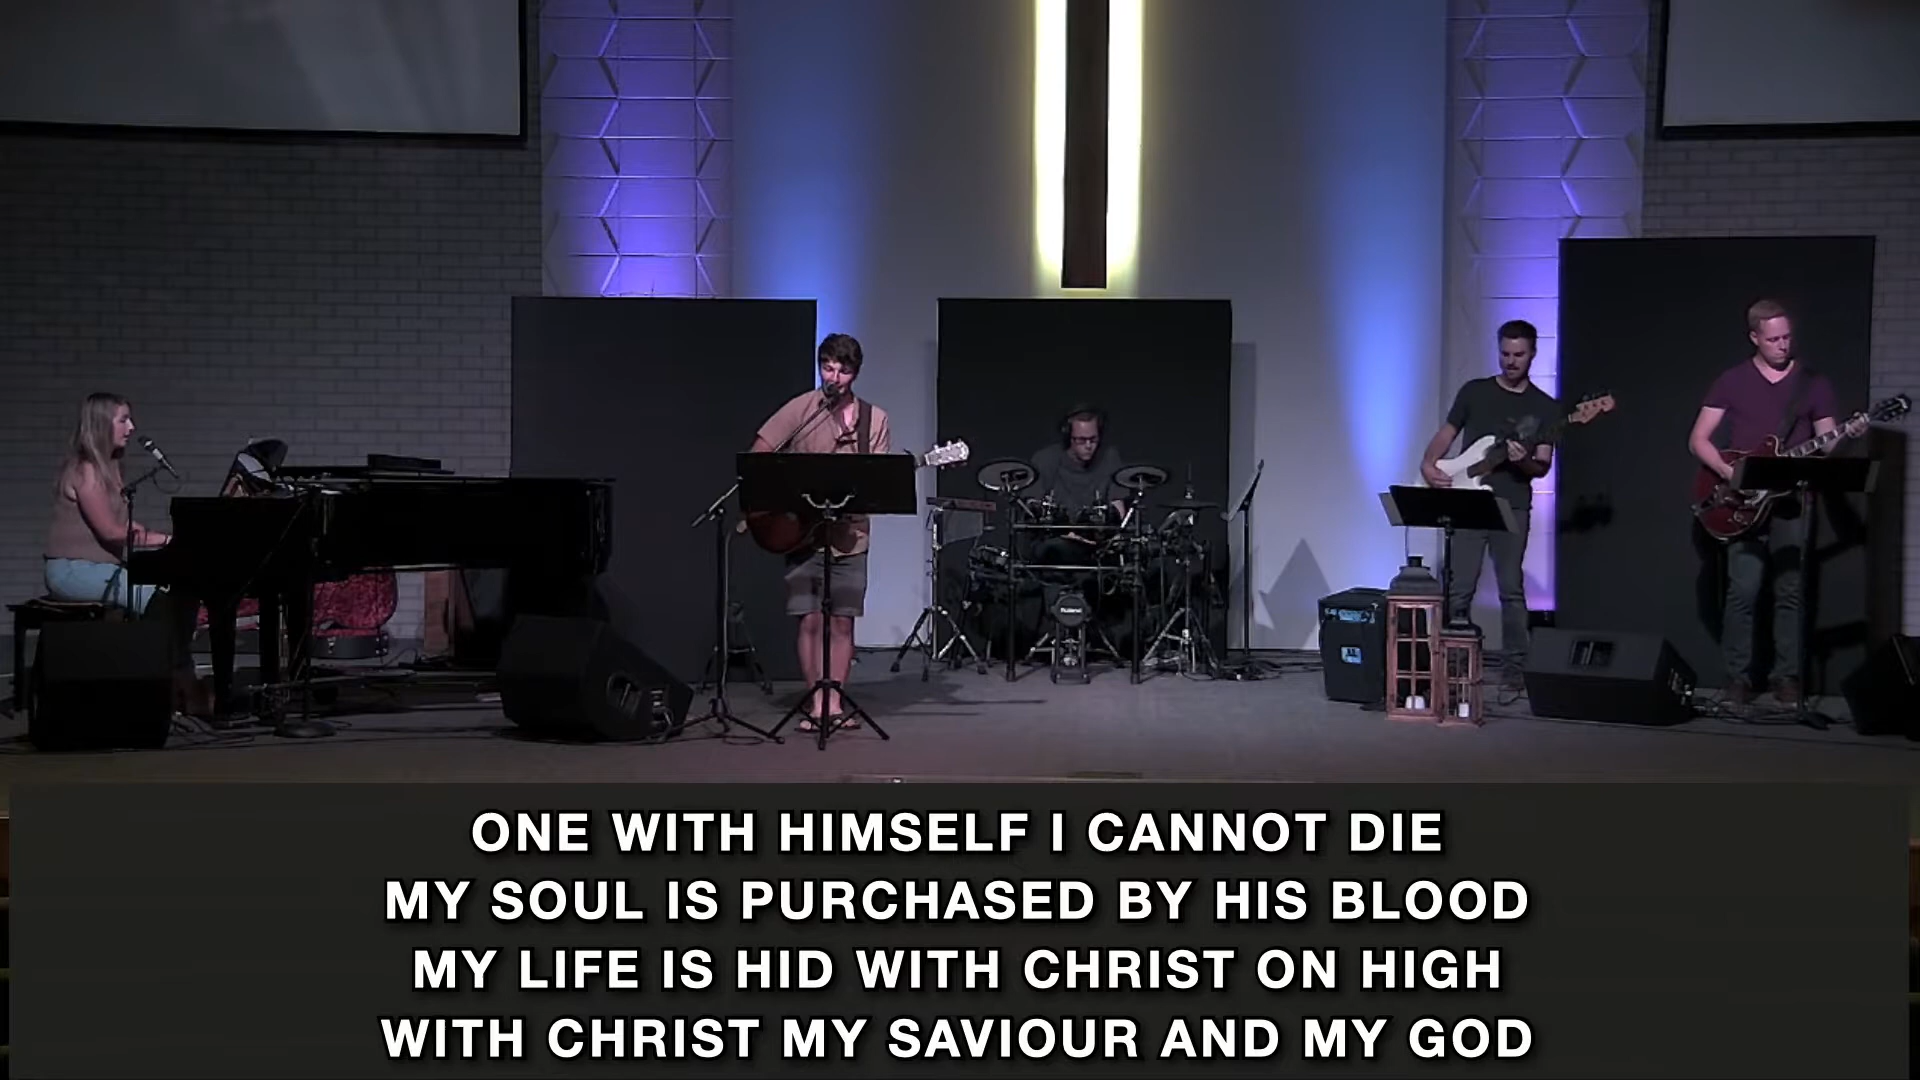 ONE WITH HIMSELF I CANNOT DIE
MY SOUL IS PURCHASED BY HIS BLOOD
MY LIFE IS HID WITH CHRIST ON HIGH
WITH CHRIST MY SAVIOUR AND MY GOD
Roland